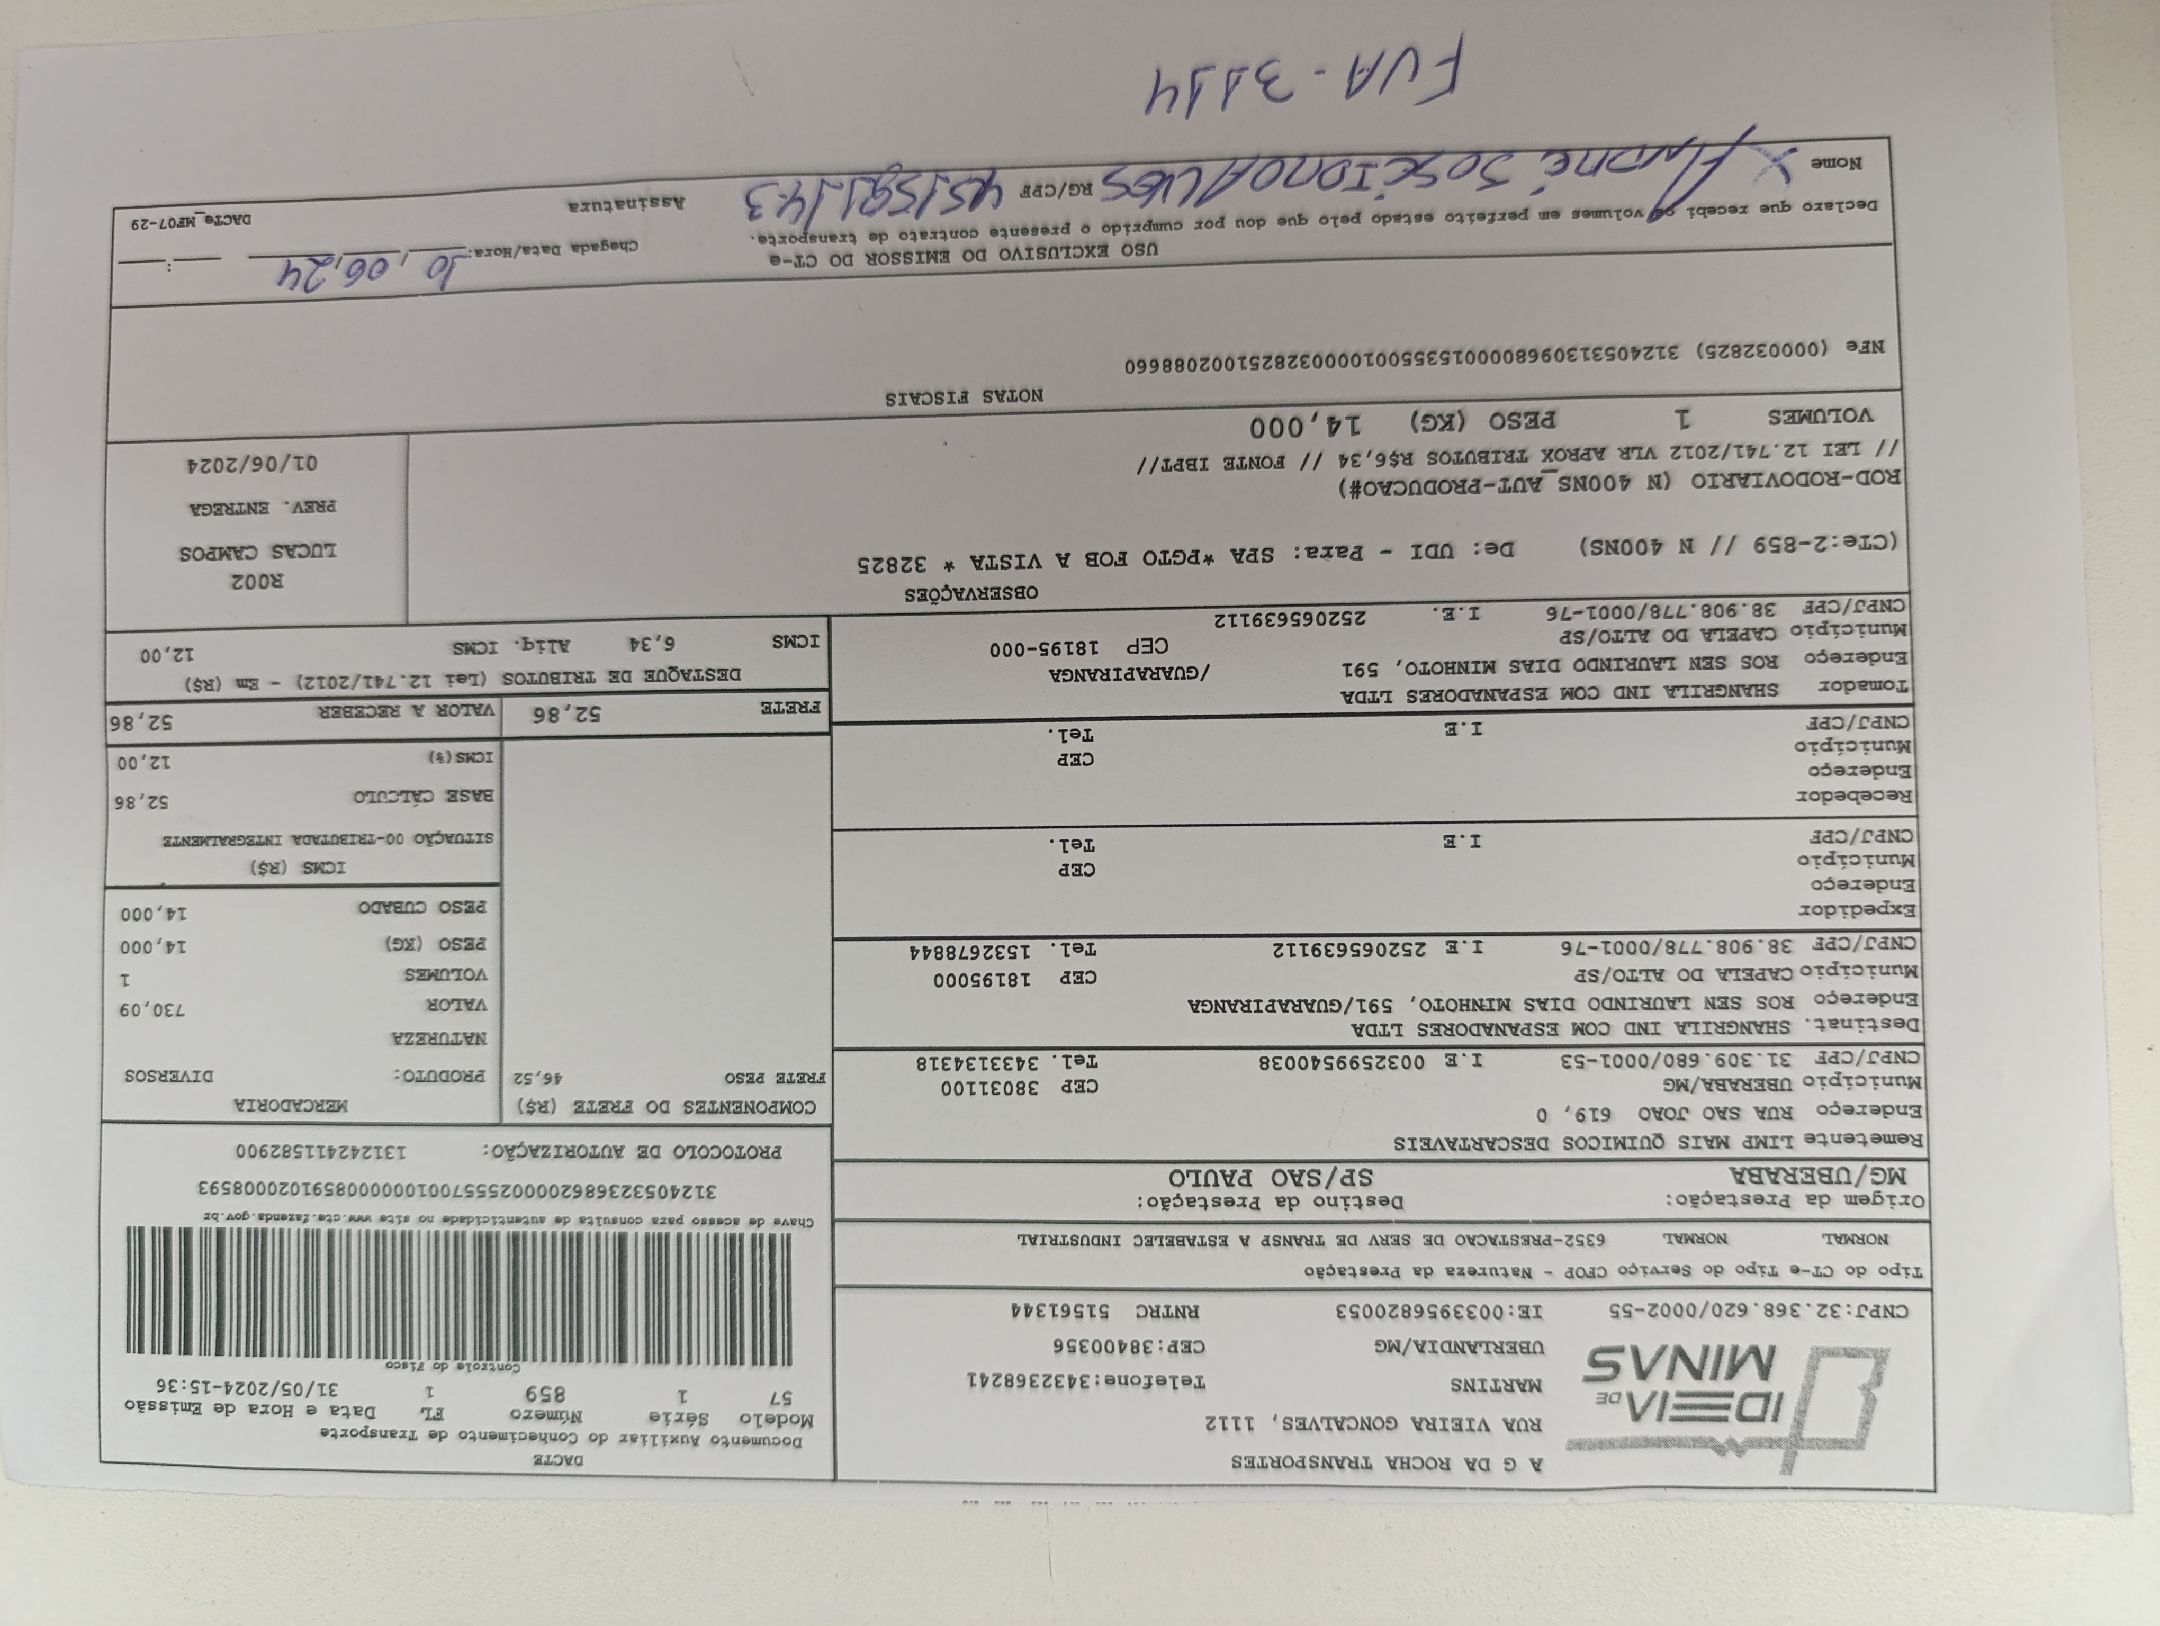 A G DA ROCHA TRANSPORTES
IDEIA DE
MINAS
RUA VIEIRA GONCALVES, 1112
MARTINS Telefone:3432368241
UBERLANDIA/MG CEP:38400356
CNPJ:32.368.620/0002-55 IE:0033956820053 RNTRC 51561344
DACTE
Documento Auxiliar do Conhecimento de Transporte
Modelo Série Número FL Data e Hora de Emissão
57 1 859 1 31/05/2024-15:36
Controle do Fisco
Chave de acesso para consulta de autenticidade no site www.cte.fazenda.gov.br
31240532368620000255570010000008591020008593
PROTOCOLO DE AUTORIZAÇÃO: 131242411582900
Tipo do CT-e Tipo do Serviço CFOP - Natureza da Prestação
NORMAL NORMAL 6352-PRESTACAO DE SERV DE TRANSP A ESTABELEC INDUSTRIAL
Origem da Prestação: Destino da Prestação:
MG/UBERABA SP/SAO PAULO
Remetente LIMP MAIS QUIMICOS DESCARTAVEIS
Endereço RUA SAO JOAO 619, 0
Município UBERABA/MG CEP 38031100
CNPJ/CPF 31.309.680/0001-53 I.E 0032599540038 Tel. 3433134318
Destinat. SHANGRILA IND COM ESPANADORES LTDA
Endereço ROS SEN LAURINDO DIAS MINHOTO, 591/GUARAPIRANGA
Município CAPELA DO ALTO/SP CEP 18195000
CNPJ/CPF 38.908.778/0001-76 I.E 252065639112 Tel. 1532678844
Expedidor
Endereço
Município CEP
CNPJ/CPF I.E Tel.
Recebedor
Endereço
Município CEP
CNPJ/CPF I.E Tel.
Tomador SHANGRILA IND COM ESPANADORES LTDA
Endereço ROS SEN LAURINDO DIAS MINHOTO, 591 /GUARAPIRANGA
Município CAPELA DO ALTO/SP CEP 18195-000
CNPJ/CPF 38.908.778/0001-76 I.E. 252065639112
COMPONENTES DO FRETE (R$)
FRETE PESO 46,52
MERCADORIA
PRODUTO: DIVERSOS
NATUREZA
VALOR 730,09
VOLUMES 1
PESO (KG) 14,000
PESO CUBADO 14,000
ICMS (R$)
SITUAÇÃO 00-TRIBUTADA INTEGRALMENTE
BASE CÁLCULO 52,86
ICMS(%) 12,00
FRETE 52,86 VALOR A RECEBER 52,86
DESTAQUE DE TRIBUTOS (Lei 12.741/2012) - Em (R$)
ICMS 6,34 Aliq. ICMS 12,00
OBSERVAÇÕES
(CTe:2-859 // N 400NS) De: UDI - Para: SPA *PGTO FOB A VISTA * 32825
ROD-RODOVIARIO (N 400NS_AUT-PRODUCAO#)
// LEI 12.741/2012 VLR APROX TRIBUTOS R$6,34 // FONTE IBPT//
VOLUMES 1 PESO (KG) 14,000
R002
LUCAS CAMPOS
PREV. ENTREGA
01/06/2024
NOTAS FISCAIS
NFe (000032825) 31240531309680000153550010000328251002088660
USO EXCLUSIVO DO EMISSOR DO CT-e
Declaro que recebi os volumes em perfeito estado pelo que dou por cumprido o presente contrato de transporte.
Chegada Data/Hora: 10,06,24 :
Nome X André José RG/CPF Assinatura
DACTe_MF07-29
FUA-3114